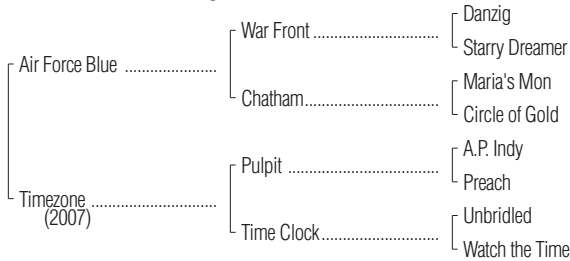 Danzig
War Front ..............................
Starry Dreamer
Air Force Blue ......................
Maria's Mon
Chatham................................
Circle of Gold
A.P. Indy
Pulpit ....................................
Preach
Timezone ..............................
(2007)
Unbridled
Time Clock............................
Watch the Time